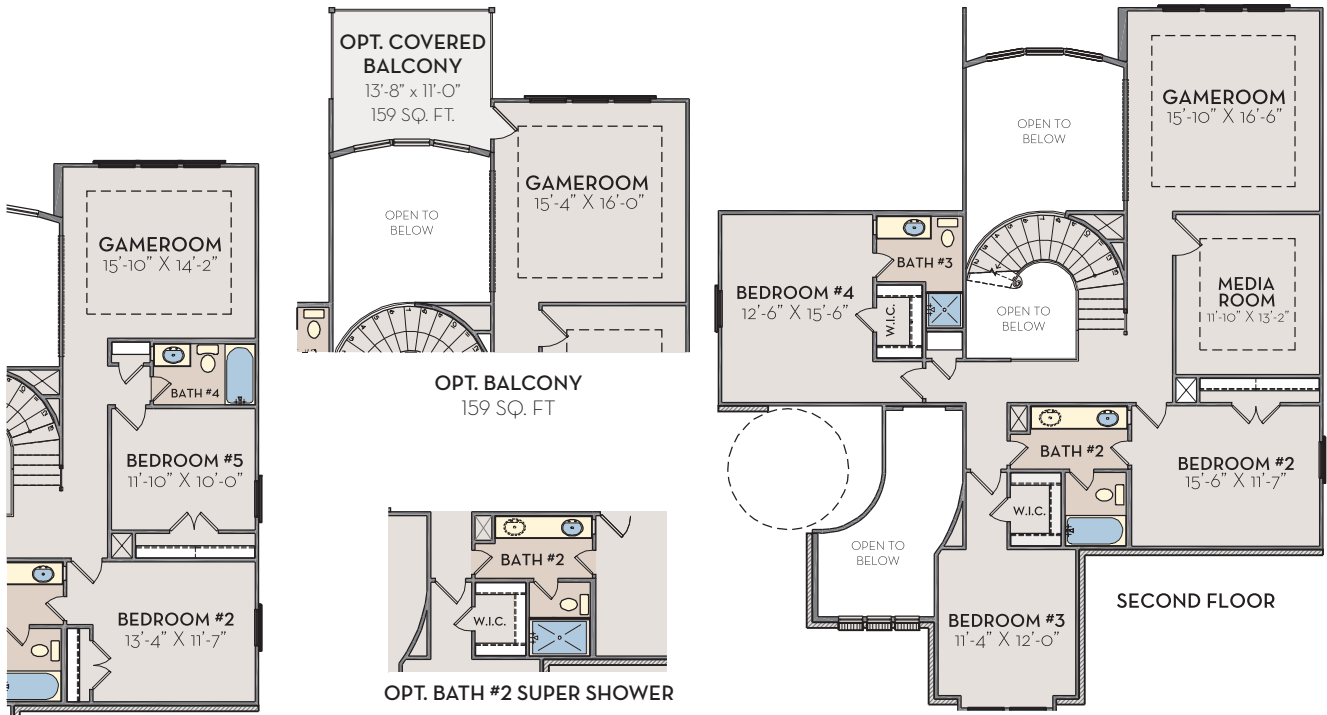 GAMEROOM
15'-10" X 14'-2"
BATH #4
BEDROOM #5
11'-10" X 10'-0"
BEDROOM #2
13'-4" X 11'-7"
OPT. COVERED
BALCONY
13'-8" x 11'-0"
159 SQ. FT.
GAMEROOM
15'-4" X 16'-0"
OPEN TO
BELOW
OPT. BALCONY
159 SQ. FT
BATH #2
W.I.C.
OPT. BATH #2 SUPER SHOWER
GAMEROOM
15'-10" X 16'-6"
OPEN TO
BELOW
BATH #3
BEDROOM #4
12'-6" X 15'-6"
W.I.C.
OPEN TO
BELOW
MEDIA
ROOM
11'-10" X 13'-2"
BATH #2
BEDROOM #2
15'-6" X 11'-7"
W.I.C.
OPEN TO
BELOW
BEDROOM #3
11'-4" X 12'-0"
SECOND FLOOR